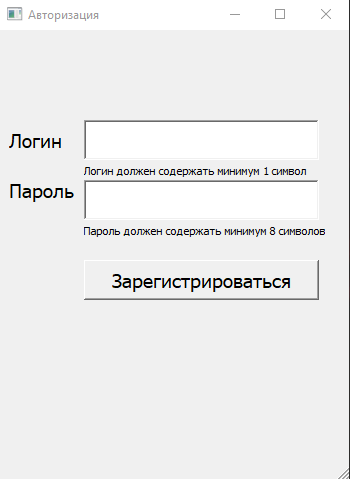 Авторизация
Логин
Логин должен содержать минимум 1 символ
Пароль
Пароль должен содержать минимум 8 символов
Зарегистрироваться